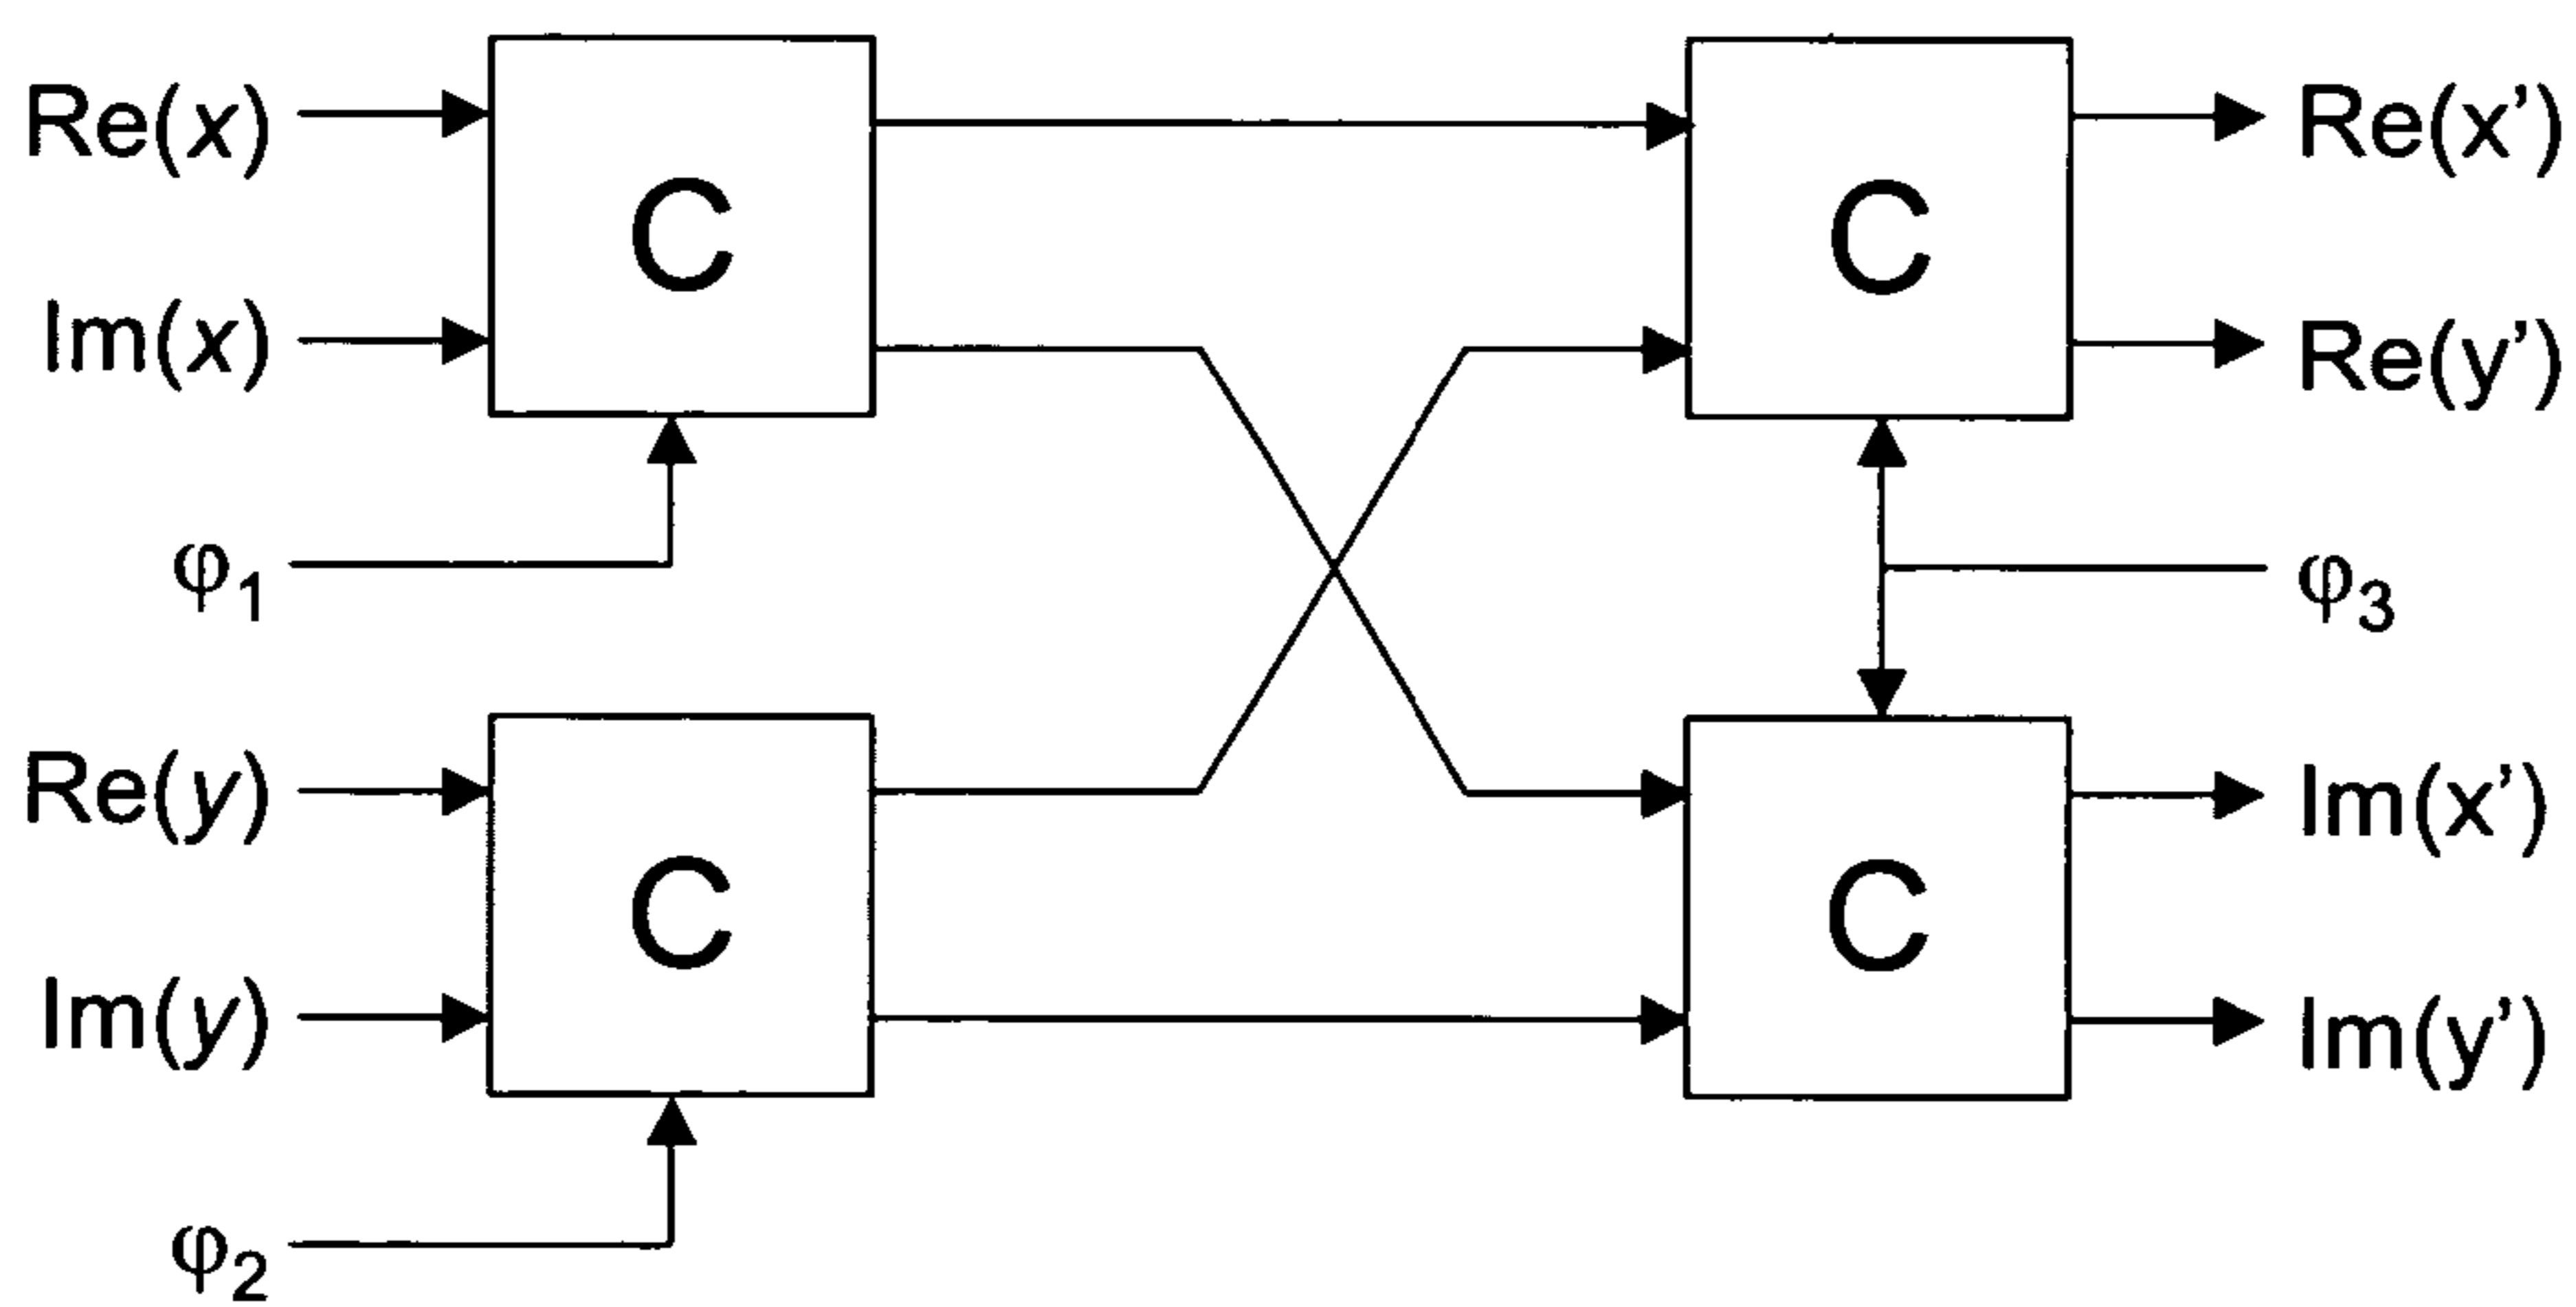 Re(x)
Im(x)
C
C
Re(x’)
Re(y’)
φ1
φ3
Re(y)
Im(y)
C
C
Im(x’)
Im(y’)
φ2